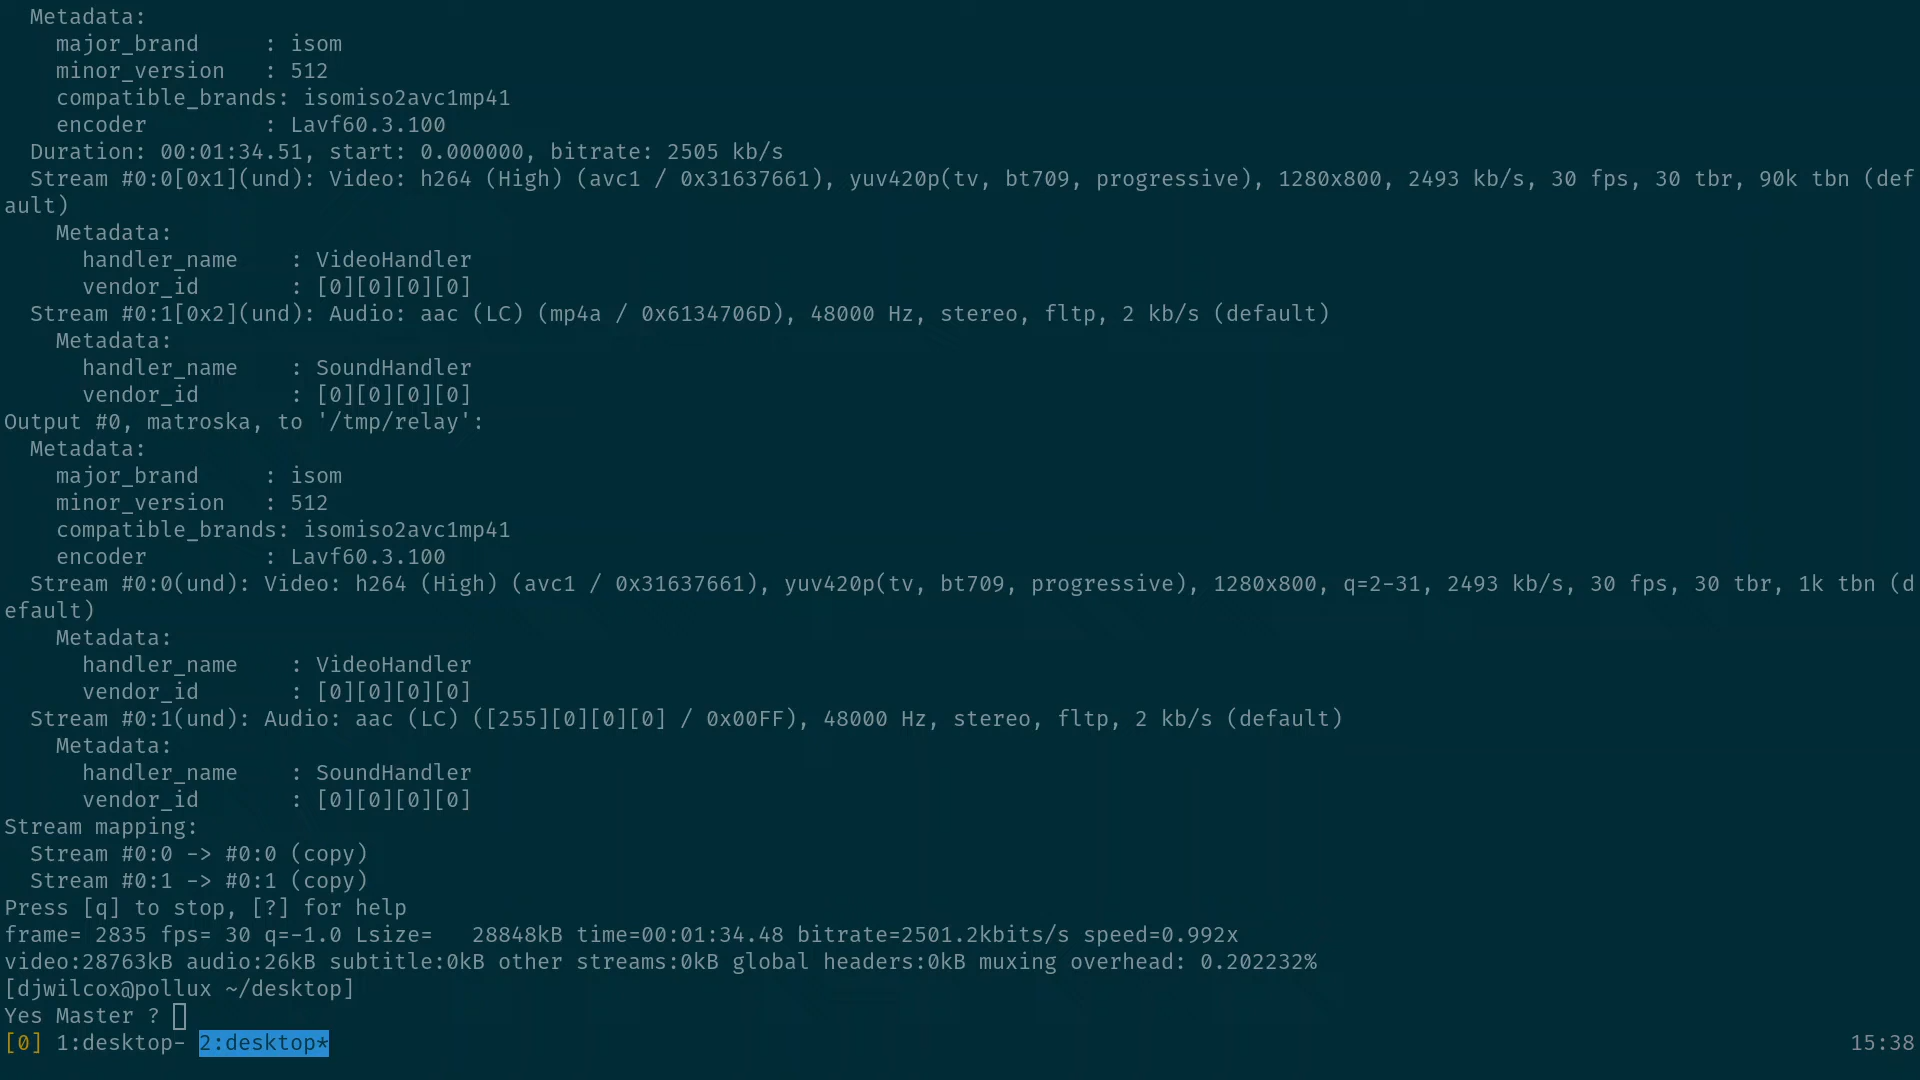 Metadata:
    major_brand     : isom
    minor_version   : 512
    compatible_brands: isomiso2avc1mp41
    encoder         : Lavf60.3.100
  Duration: 00:01:34.51, start: 0.000000, bitrate: 2505 kb/s
  Stream #0:0[0x1](und): Video: h264 (High) (avc1 / 0x31637661), yuv420p(tv, bt709, progressive), 1280x800, 2493 kb/s, 30 fps, 30 tbr, 90k tbn (def
ault)
    Metadata:
      handler_name    : VideoHandler
      vendor_id       : [0][0][0][0]
  Stream #0:1[0x2](und): Audio: aac (LC) (mp4a / 0x6134706D), 48000 Hz, stereo, fltp, 2 kb/s (default)
    Metadata:
      handler_name    : SoundHandler
      vendor_id       : [0][0][0][0]
Output #0, matroska, to '/tmp/relay':
  Metadata:
    major_brand     : isom
    minor_version   : 512
    compatible_brands: isomiso2avc1mp41
    encoder         : Lavf60.3.100
  Stream #0:0(und): Video: h264 (High) (avc1 / 0x31637661), yuv420p(tv, bt709, progressive), 1280x800, q=2-31, 2493 kb/s, 30 fps, 30 tbr, 1k tbn (d
efault)
    Metadata:
      handler_name    : VideoHandler
      vendor_id       : [0][0][0][0]
  Stream #0:1(und): Audio: aac (LC) ([255][0][0][0] / 0x00FF), 48000 Hz, stereo, fltp, 2 kb/s (default)
    Metadata:
      handler_name    : SoundHandler
      vendor_id       : [0][0][0][0]
Stream mapping:
  Stream #0:0 -> #0:0 (copy)
  Stream #0:1 -> #0:1 (copy)
Press [q] to stop, [?] for help
frame= 2835 fps= 30 q=-1.0 Lsize=   28848kB time=00:01:34.48 bitrate=2501.2kbits/s speed=0.992x
video:28763kB audio:26kB subtitle:0kB other streams:0kB global headers:0kB muxing overhead: 0.202232%
[djwilcox@pollux ~/desktop]
Yes Master ?
[0] 1:desktop- 2:desktop* 15:38